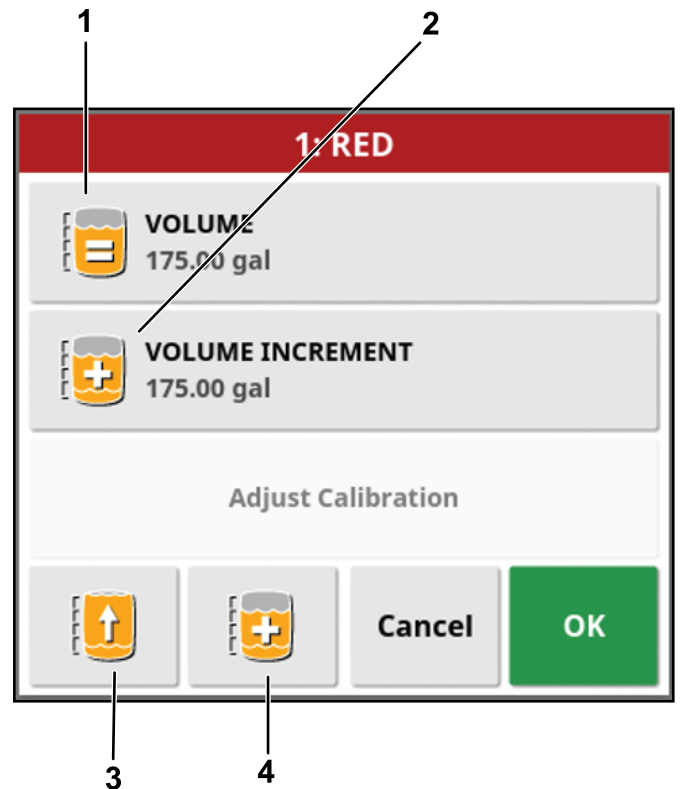 1
2
1: RED
VOLUME
175.00 gal
VOLUME INCREMENT
175.00 gal
Adjust Calibration
Cancel
OK
3
4